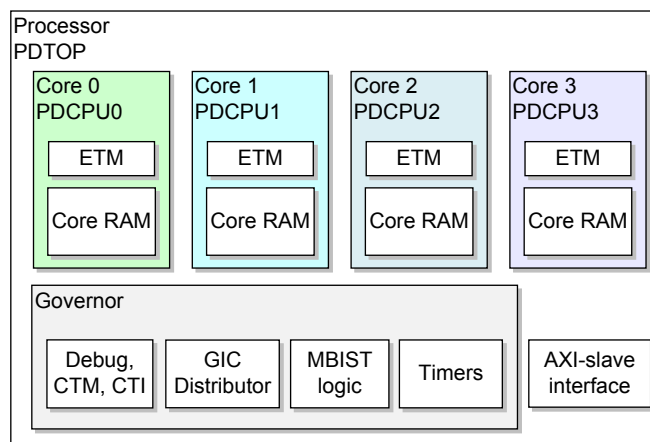 Processor
PDTOP
Core 0
PDCPU0
ETM
Core RAM
Core 1
PDCPU1
ETM
Core RAM
Core 2
PDCPU2
ETM
Core RAM
Core 3
PDCPU3
ETM
Core RAM
Governor
Debug,
CTM, CTI
GIC
Distributor
MBIST
logic
Timers
AXI-slave
interface